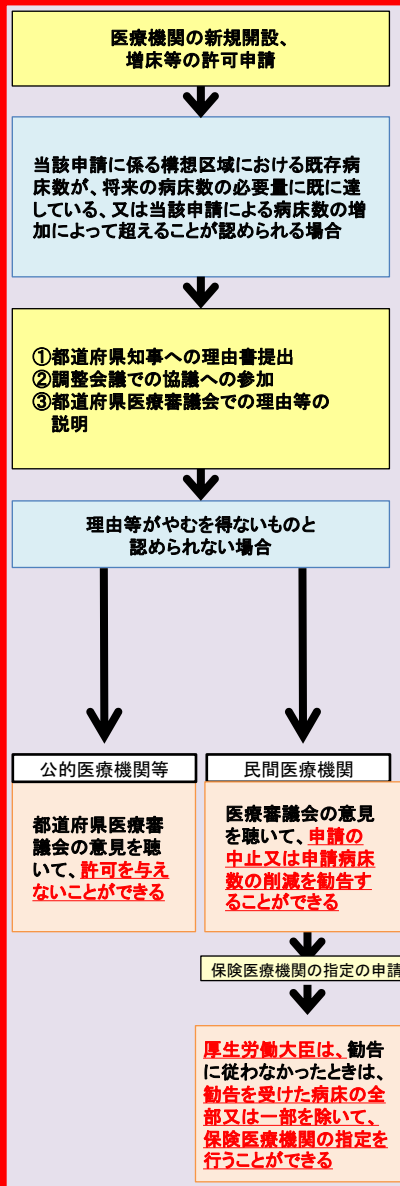 医療機関の新規開設、
増床等の許可申請
当該申請に係る構想区域における既存病
床数が、将来の病床数の必要量に既に達
している、又は当該申請による病床数の増
加によって超えることが認められる場合
①都道府県知事への理由書提出
②調整会議での協議への参加
③都道府県医療審議会での理由等の
説明
理由等がやむを得ないものと
認められない場合
公的医療機関等
都道府県医療審
議会の意見を聴
いて、許可を与え
ないことができる
民間医療機関
医療審議会の意見
を聴いて、申請の
中止又は申請病床
数の削減を勧告す
ることができる
保険医療機関の指定の申請
厚生労働大臣は、勧告
に従わなかったときは、
勧告を受けた病床の全
部又は一部を除いて、
保険医療機関の指定を
行うことができる